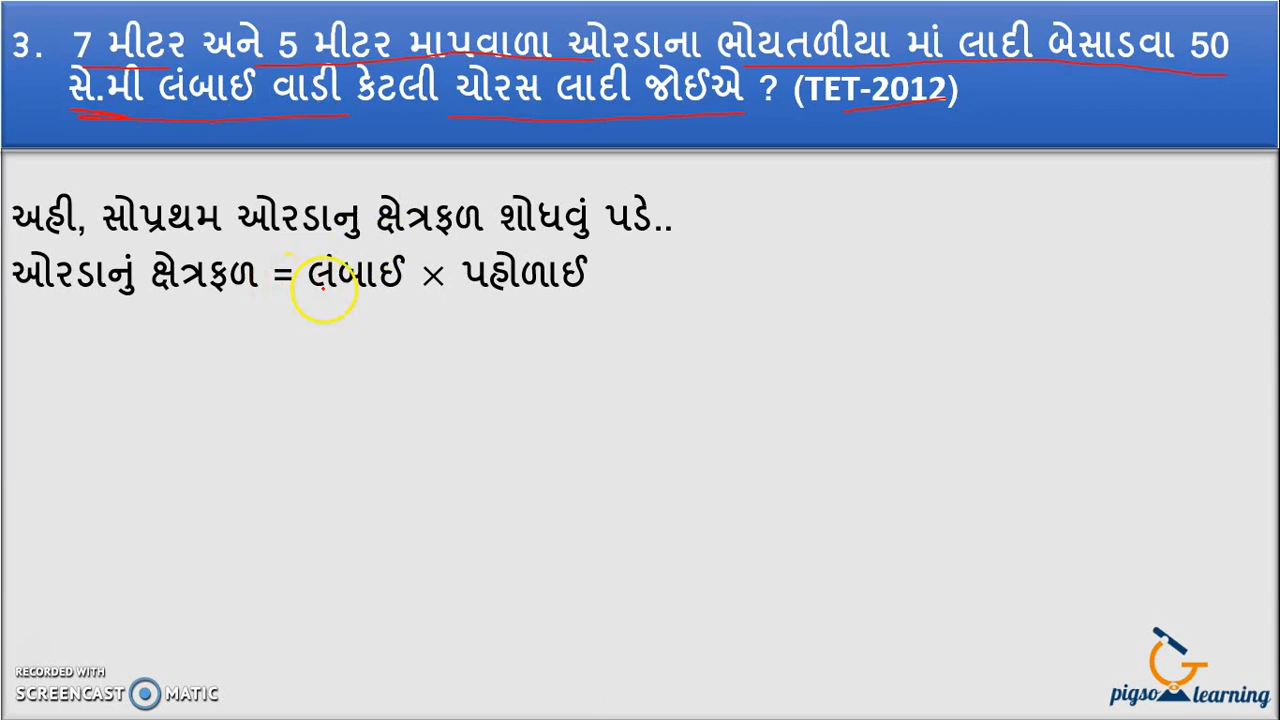 ૩. 7 મીટર અને 5 મીટર માપવાળા ઓરડાના ભોયતળીયા માં લાદી બેસાડવા 50
સે.મી લંબાઈ વાડી કેટલી ચોરસ લાદી જોઈએ ? (TET-2012)
અહી, સોપ્રથમ ઓરડાનુ ક્ષેત્રફળ શોધવું પડે..
ઓરડાનું ક્ષેત્રફળ = લંબાઈ × પહોળાઈ
RECORDED WITH
SCREENCAST MATIC
pigso learning